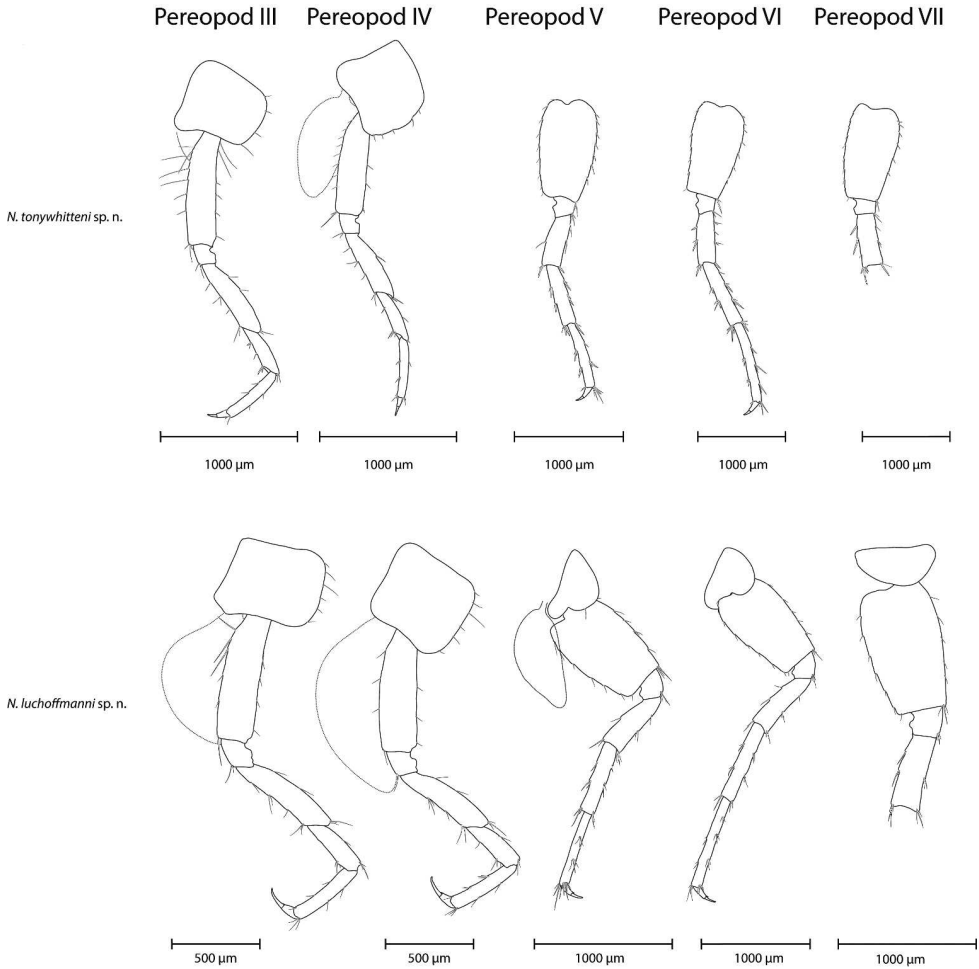 Pereopod III Pereopod IV Pereopod V Pereopod VI Pereopod VII
N. tonywhitteni sp. n.
1000 µm 1000 µm 1000 µm 1000 µm 1000 µm
N. luchoffmanni sp. n.
500 µm 500 µm 1000 µm 1000 µm 1000 µm